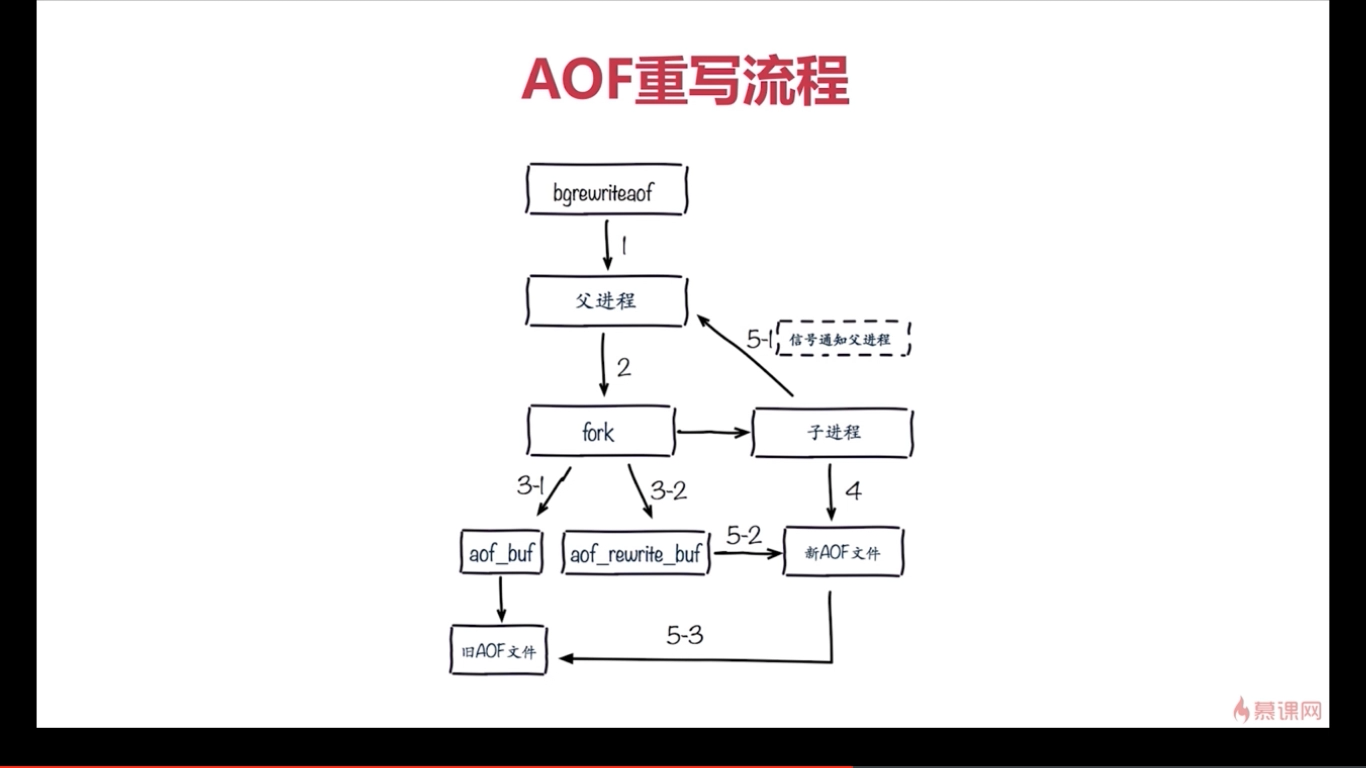 AOF重写流程
bgrewriteaof
1
父进程
5-1
信号通知父进程
2
fork
子进程
3-1
3-2
4
aof_buf
aof_rewrite_buf
5-2
新AOF文件
5-3
旧AOF文件
慕课网